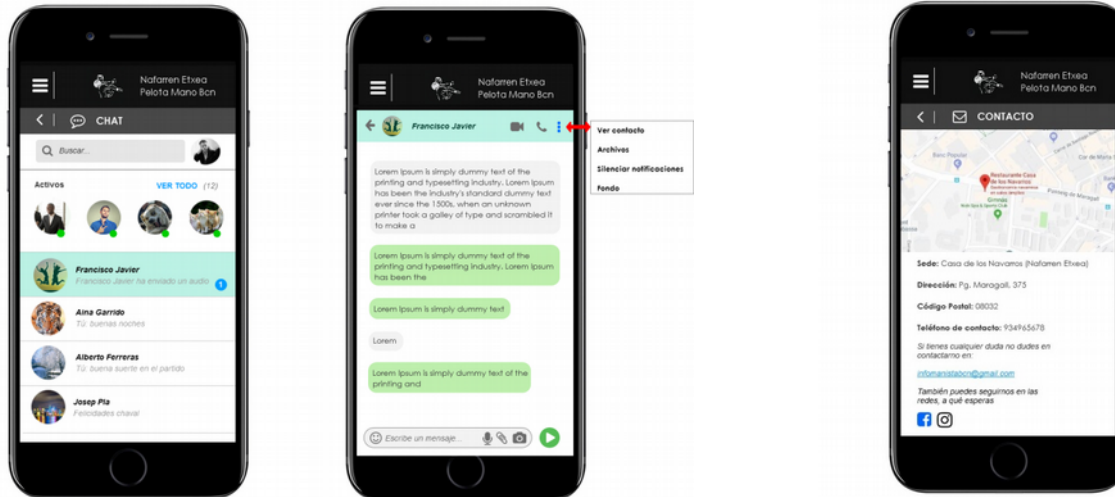 Nafarren Etxea
Pelota Mano Bcn
CHAT
Buscar...
Activos
VER TODO (12)
Francisco Javier
Francisco Javier ha enviado un audio
1
Aina Garrido
Tú: buenas noches
Alberto Ferreras
Tú: buena suerte en el partido
Josep Pla
Felicidades chaval
Nafarren Etxea
Pelota Mano Bcn
Francisco Javier
Lorem Ipsum is simply dummy text of the
printing and typesetting industry. Lorem Ipsum
has been the industry's standard dummy text
ever since the 1500s, when an unknown
printer took a galley of type and scrambled it
to make a
Lorem Ipsum is simply dummy text of the
printing and typesetting industry. Lorem Ipsum
has been the
Lorem Ipsum is simply dummy text
Lorem
Lorem Ipsum is simply dummy text of the
printing and
Escribe un mensaje...
Ver contacto
Archivos
Silenciar notificaciones
Fondo
Nafarren Etxea
Pelota Mano Bcn
CONTACTO
Banc Popular
Restaurante Casa
de los Navarros
Passeig de Maragall
Sede: Casa de los Navarros (Nafarren Etxea)
Dirección: Pg. Maragall, 375
Código Postal: 08032
Teléfono de contacto: 934965678
Si tienes cualquier duda no dudes en
contactarno en:
infomanistabcn@gmail.com
También puedes seguirnos en las
redes, a qué esperas